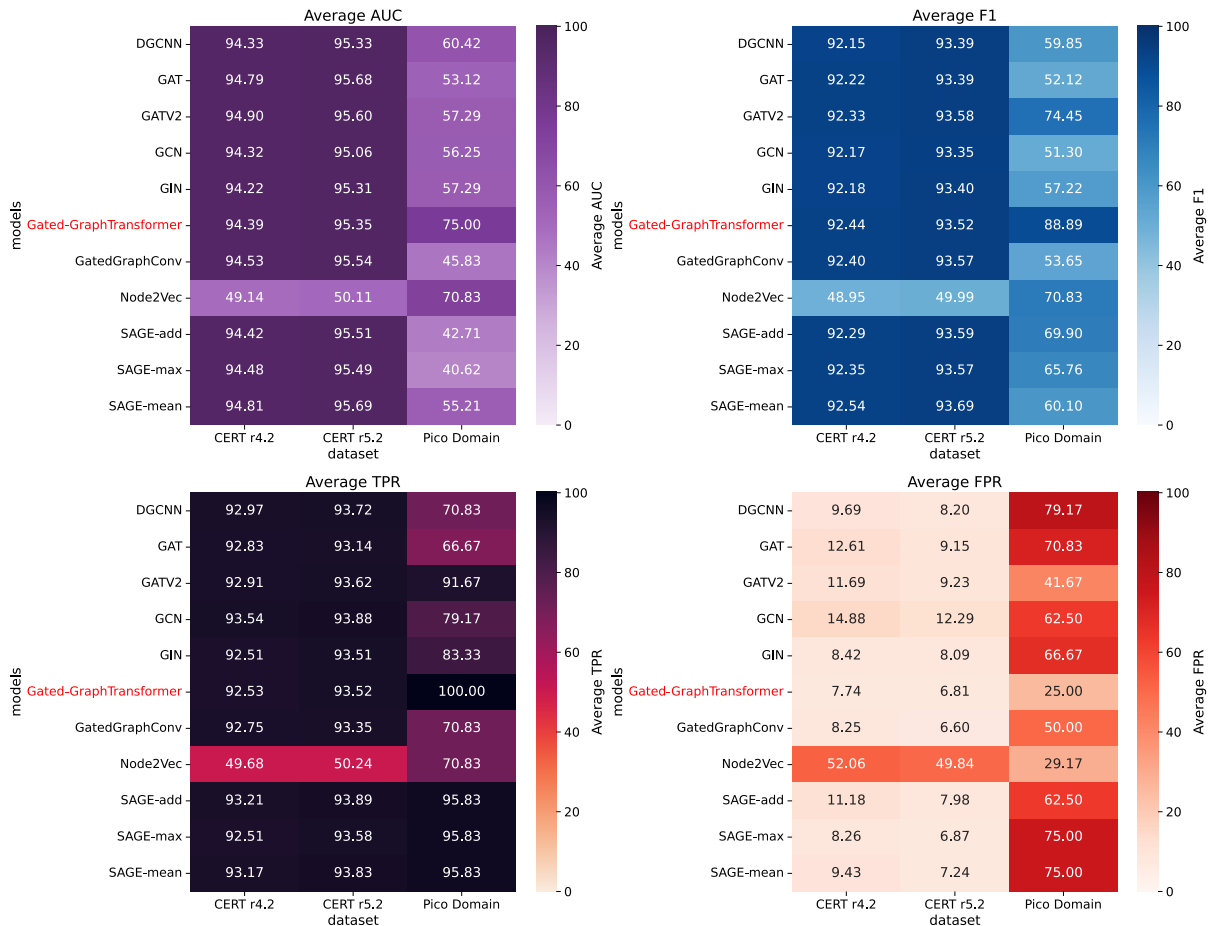 Average AUC
models
DGCNN 94.33 95.33 60.42
GAT 94.79 95.68 53.12
GATV2 94.90 95.60 57.29
GCN 94.32 95.06 56.25
GIN 94.22 95.31 57.29
Gated-GraphTransformer 94.39 95.35 75.00
GatedGraphConv 94.53 95.54 45.83
Node2Vec 49.14 50.11 70.83
SAGE-add 94.42 95.51 42.71
SAGE-max 94.48 95.49 40.62
SAGE-mean 94.81 95.69 55.21
CERT r4.2 CERT r5.2 Pico Domain
dataset
100
80
60
40
20
0
Average AUC
Average F1
models
DGCNN 92.15 93.39 59.85
GAT 92.22 93.39 52.12
GATV2 92.33 93.58 74.45
GCN 92.17 93.35 51.30
GIN 92.18 93.40 57.22
Gated-GraphTransformer 92.44 93.52 88.89
GatedGraphConv 92.40 93.57 53.65
Node2Vec 48.95 49.99 70.83
SAGE-add 92.29 93.59 69.90
SAGE-max 92.35 93.57 65.76
SAGE-mean 92.54 93.69 60.10
CERT r4.2 CERT r5.2 Pico Domain
dataset
100
80
60
40
20
0
Average F1
Average TPR
models
DGCNN 92.97 93.72 70.83
GAT 92.83 93.14 66.67
GATV2 92.91 93.62 91.67
GCN 93.54 93.88 79.17
GIN 92.51 93.51 83.33
Gated-GraphTransformer 92.53 93.52 100.00
GatedGraphConv 92.75 93.35 70.83
Node2Vec 49.68 50.24 70.83
SAGE-add 93.21 93.89 95.83
SAGE-max 92.51 93.58 95.83
SAGE-mean 93.17 93.83 95.83
CERT r4.2 CERT r5.2 Pico Domain
dataset
100
80
60
40
20
0
Average TPR
Average FPR
models
DGCNN 9.69 8.20 79.17
GAT 12.61 9.15 70.83
GATV2 11.69 9.23 41.67
GCN 14.88 12.29 62.50
GIN 8.42 8.09 66.67
Gated-GraphTransformer 7.74 6.81 25.00
GatedGraphConv 8.25 6.60 50.00
Node2Vec 52.06 49.84 29.17
SAGE-add 11.18 7.98 62.50
SAGE-max 8.26 6.87 75.00
SAGE-mean 9.43 7.24 75.00
CERT r4.2 CERT r5.2 Pico Domain
dataset
100
80
60
40
20
0
Average FPR